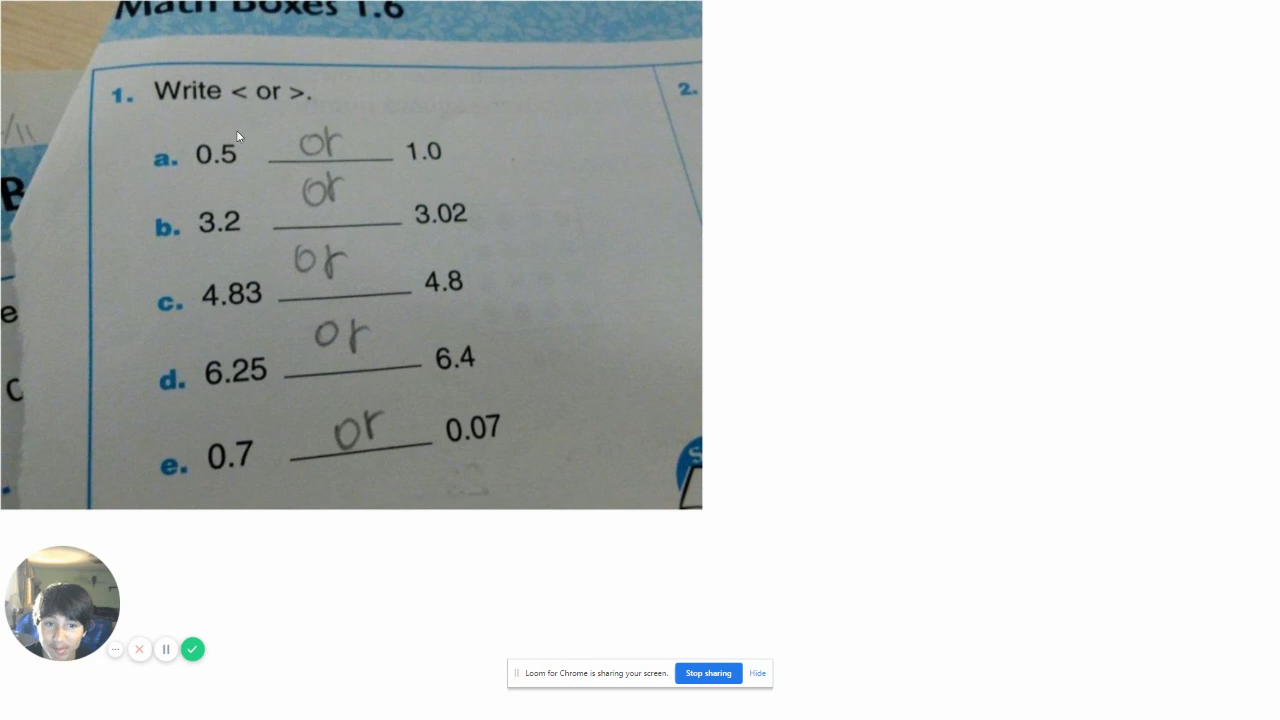 Math Boxes 1.6
1. Write < or >.
2.
a. 0.5 or 1.0
b. 3.2 or 3.02
c. 4.83 or 4.8
d. 6.25 or 6.4
e. 0.7 or 0.07
B
e
S
Loom for Chrome is sharing your screen. Stop sharing Hide